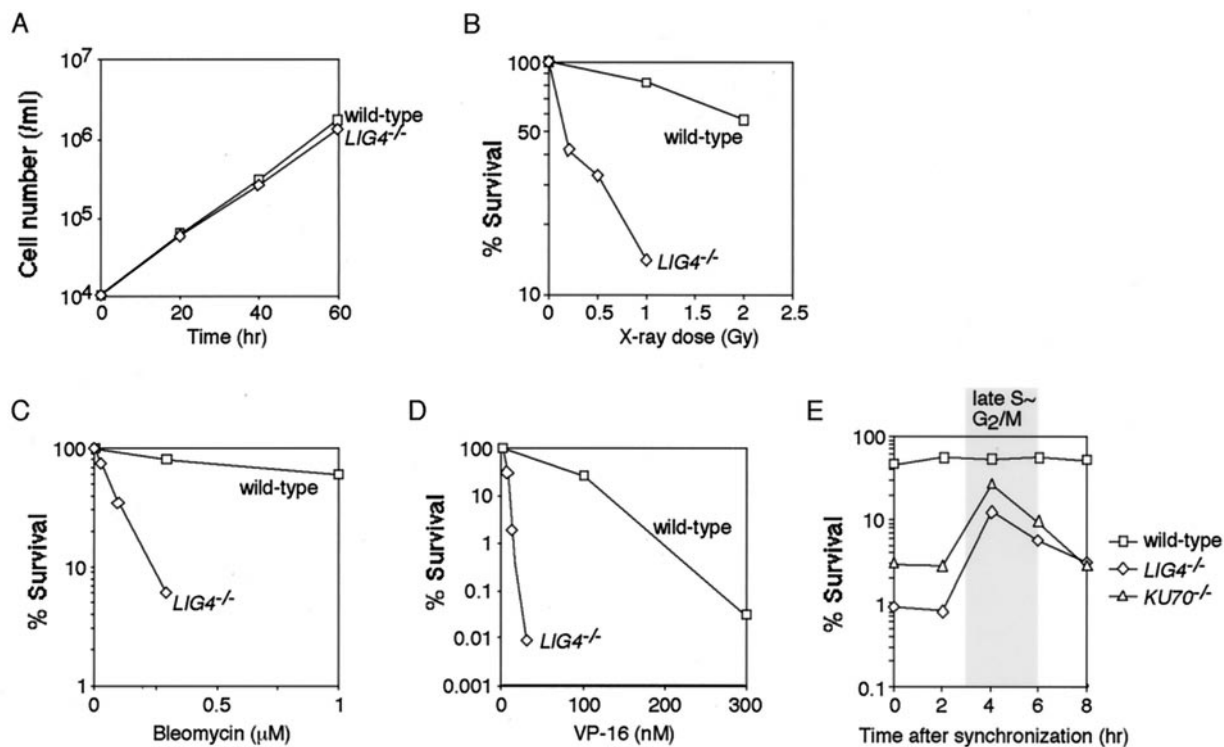 A
Cell number (/ml)
10^7
10^6
10^5
10^4
0 20 40 60
Time (hr)
wild-type
LIG4-/-
B
% Survival
100
50
10
0 0.5 1 1.5 2 2.5
X-ray dose (Gy)
wild-type
LIG4-/-
C
% Survival
100
10
1
0 1
Bleomycin (μM)
wild-type
LIG4-/-
D
% Survival
100
10
1
0.1
0.01
0.001
0 100 200 300
VP-16 (nM)
wild-type
LIG4-/-
E
late S~
G2/M
% Survival
100
10
1
0.1
0 2 4 6 8
Time after synchronization (hr)
wild-type
LIG4-/-
KU70-/-